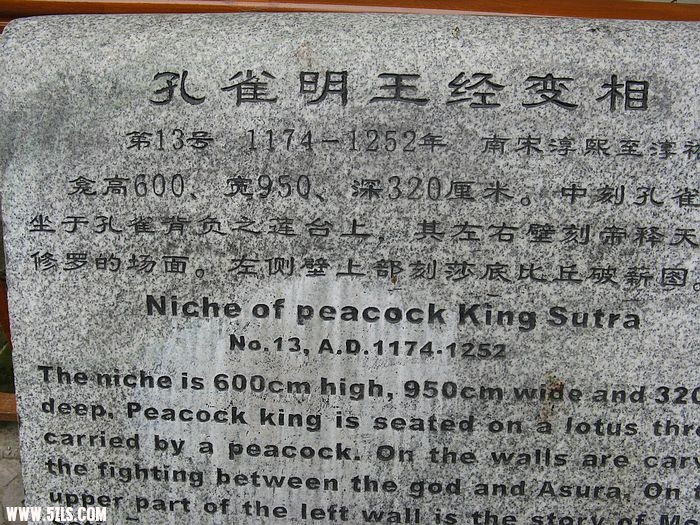 孔雀明王经变相
第13号 1174－1252年 南宋淳熙至淳祐
龛高600、宽950、深320厘米。中刻孔雀
坐于孔雀背负之莲台上，其左右壁刻帝释天
修罗的场面。左侧壁上部刻莎底比丘破新图。
Niche of peacock King Sutra
No.13, A.D.1174-1252
The niche is 600cm high, 950cm wide and 320
deep. Peacock king is seated on a lotus thro
carried by a peacock. On the walls are carv
the fighting between the god and Asura. On
upper part of the left wall is the story of M
WWW.52LS.COM